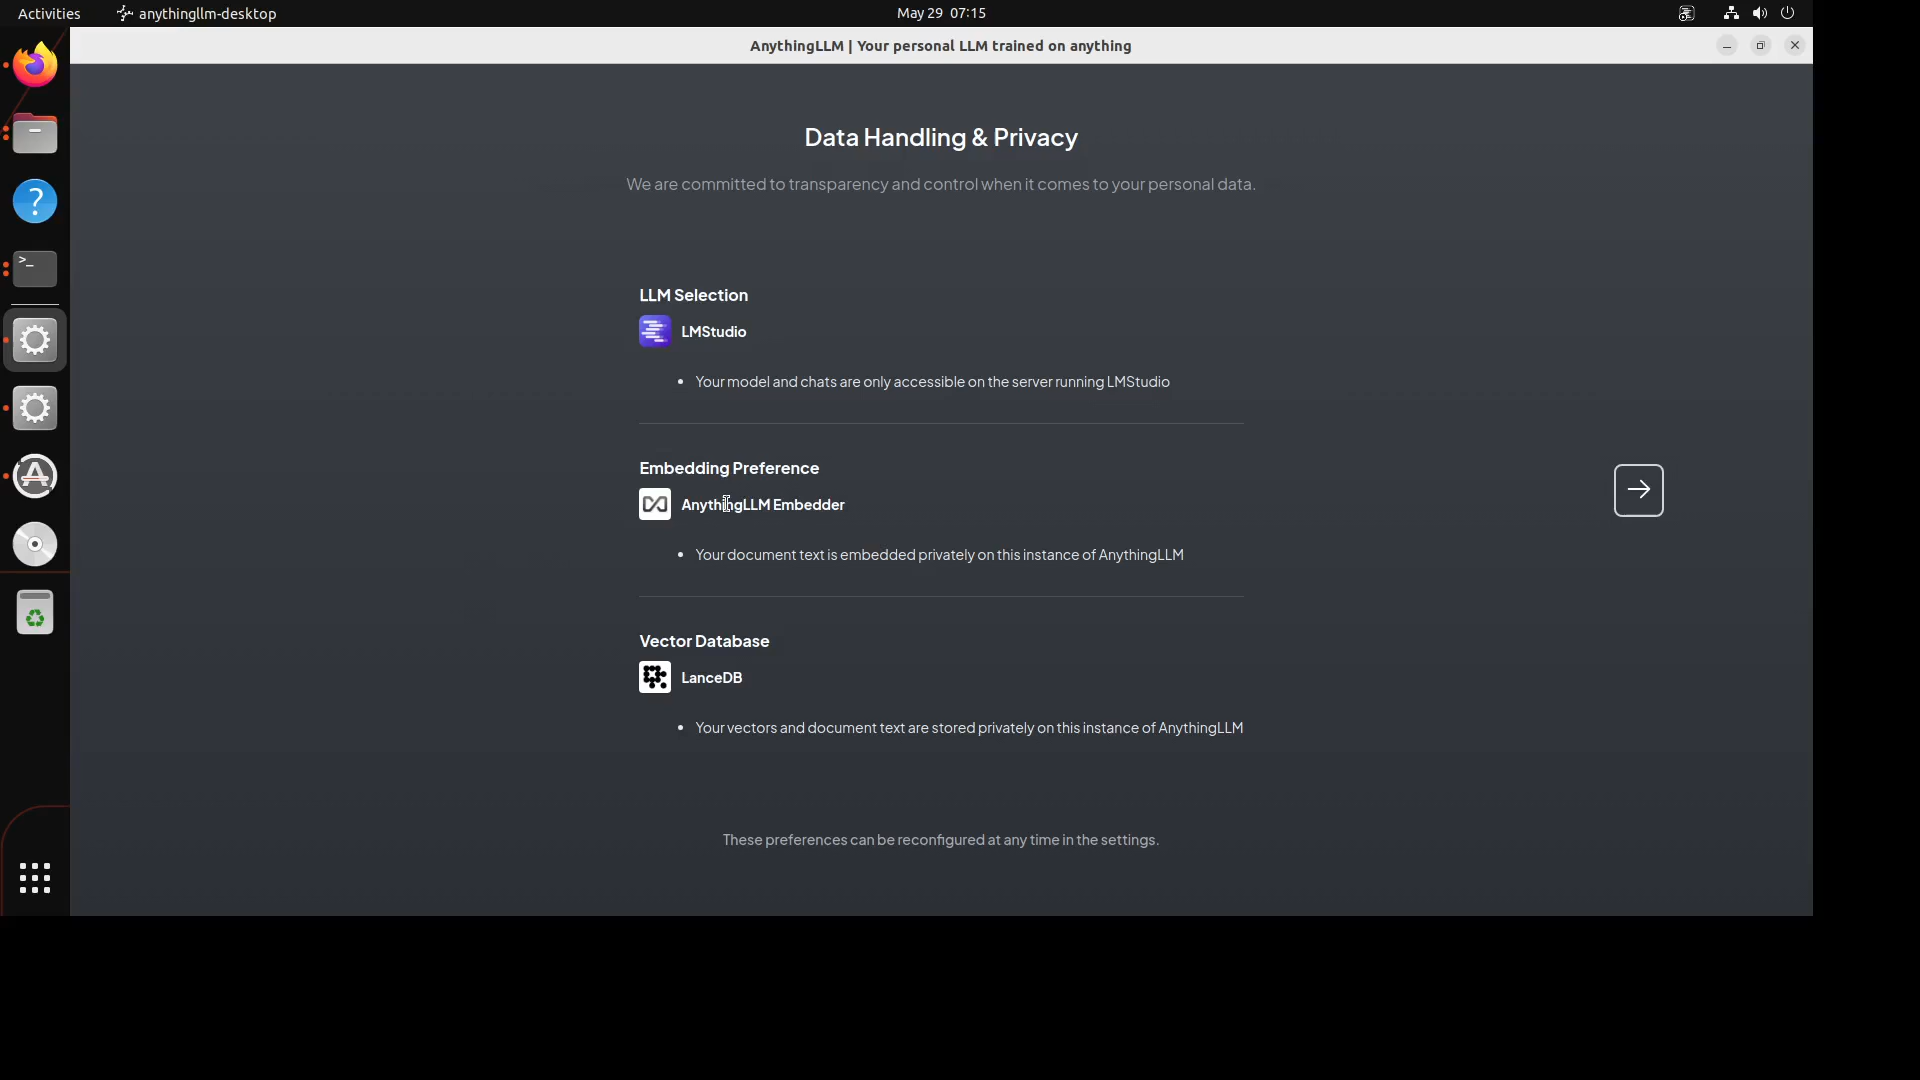 Activities
anythingllm-desktop
May 29 07:15
AnythingLLM | Your personal LLM trained on anything
Data Handling & Privacy
We are committed to transparency and control when it comes to your personal data.
LLM Selection
LMStudio
• Your model and chats are only accessible on the server running LMStudio
Embedding Preference
AnythingLLM Embedder
• Your document text is embedded privately on this instance of AnythingLLM
Vector Database
LanceDB
• Your vectors and document text are stored privately on this instance of AnythingLLM
These preferences can be reconfigured at any time in the settings.